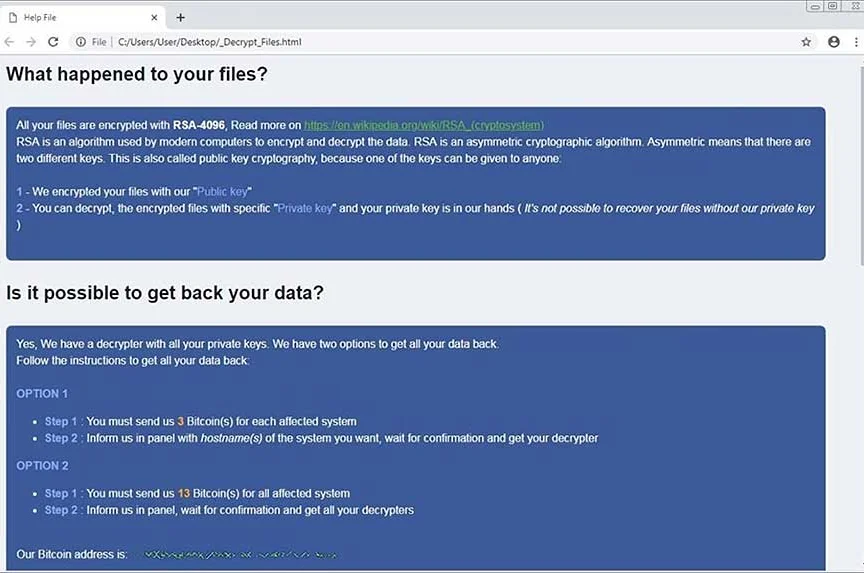 Help File
File | C:/Users/User/Desktop/_Decrypt_Files.html
What happened to your files?
All your files are encrypted with RSA-4096, Read more on https://en.wikipedia.org/wiki/RSA_(cryptosystem)
RSA is an algorithm used by modern computers to encrypt and decrypt the data. RSA is an asymmetric cryptographic algorithm. Asymmetric means that there are
two different keys. This is also called public key cryptography, because one of the keys can be given to anyone:
1 - We encrypted your files with our "Public key"
2 - You can decrypt, the encrypted files with specific "Private key" and your private key is in our hands ( It's not possible to recover your files without our private key
)
Is it possible to get back your data?
Yes, We have a decrypter with all your private keys. We have two options to get all your data back.
Follow the instructions to get all your data back:
OPTION 1
• Step 1 : You must send us 3 Bitcoin(s) for each affected system
• Step 2 : Inform us in panel with hostname(s) of the system you want, wait for confirmation and get your decrypter
OPTION 2
• Step 1 : You must send us 13 Bitcoin(s) for all affected system
• Step 2 : Inform us in panel, wait for confirmation and get all your decrypters
Our Bitcoin address is: